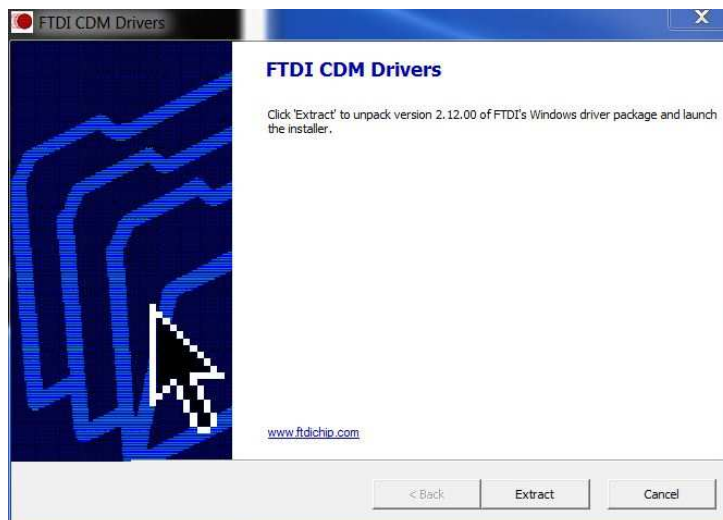 FTDI CDM Drivers
X
FTDI CDM Drivers
Click 'Extract' to unpack version 2.12.00 of FTDI's Windows driver package and launch
the installer.
www.ftdichip.com
< Back
Extract
Cancel